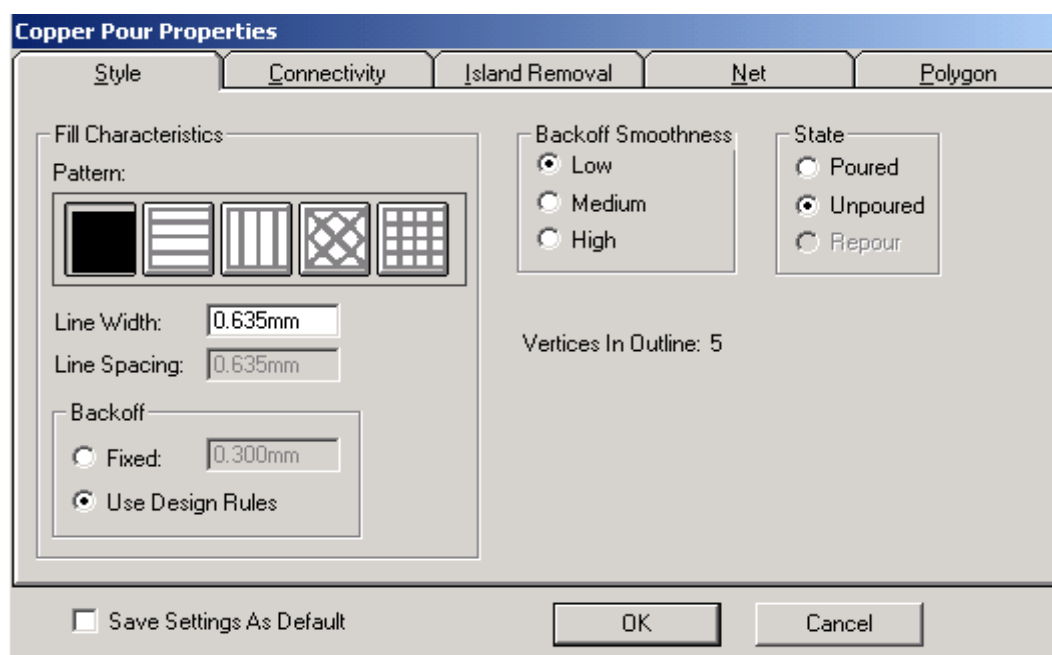 Copper Pour Properties
Style
Connectivity
Island Removal
Net
Polygon
Fill Characteristics
Pattern:
Line Width:
0.635mm
Line Spacing:
0.635mm
Backoff
Fixed:
0.300mm
Use Design Rules
Backoff Smoothness
Low
Medium
High
State
Poured
Unpoured
Repour
Vertices In Outline: 5
Save Settings As Default
OK
Cancel